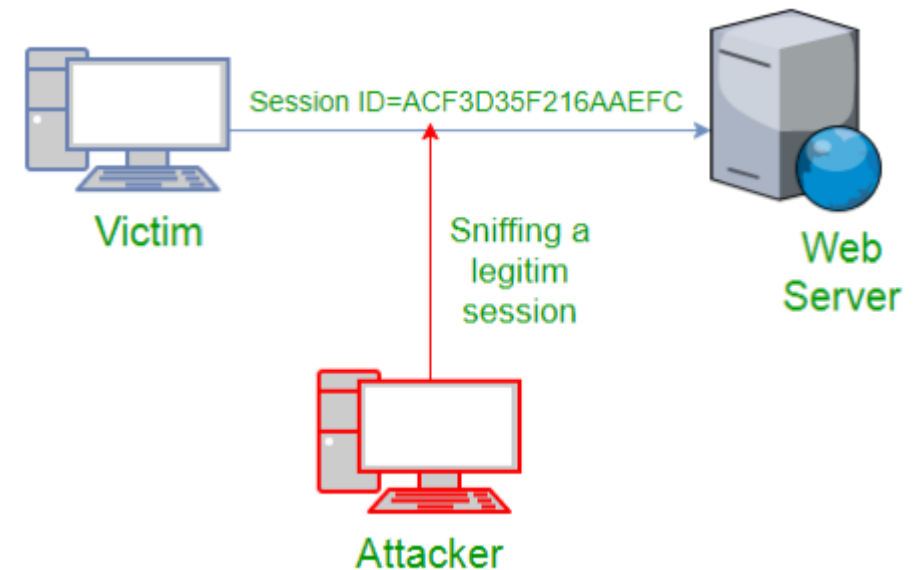 Session ID=ACF3D35F216AAEFC
Victim
Sniffing a
legitim
session
Web
Server
Attacker